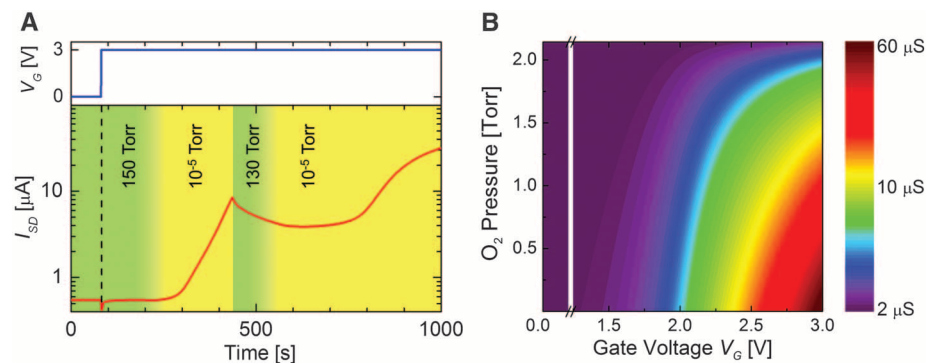 A
V_G [V]
3
0
I_SD [μA]
10
1
150 Torr
10⁻⁵ Torr
130 Torr
10⁻⁵ Torr
0
500
1000
Time [s]
B
O₂ Pressure [Torr]
2.0
1.5
1.0
0.5
0.0
1.5
2.0
2.5
3.0
Gate Voltage V_G [V]
60 μS
10 μS
2 μS